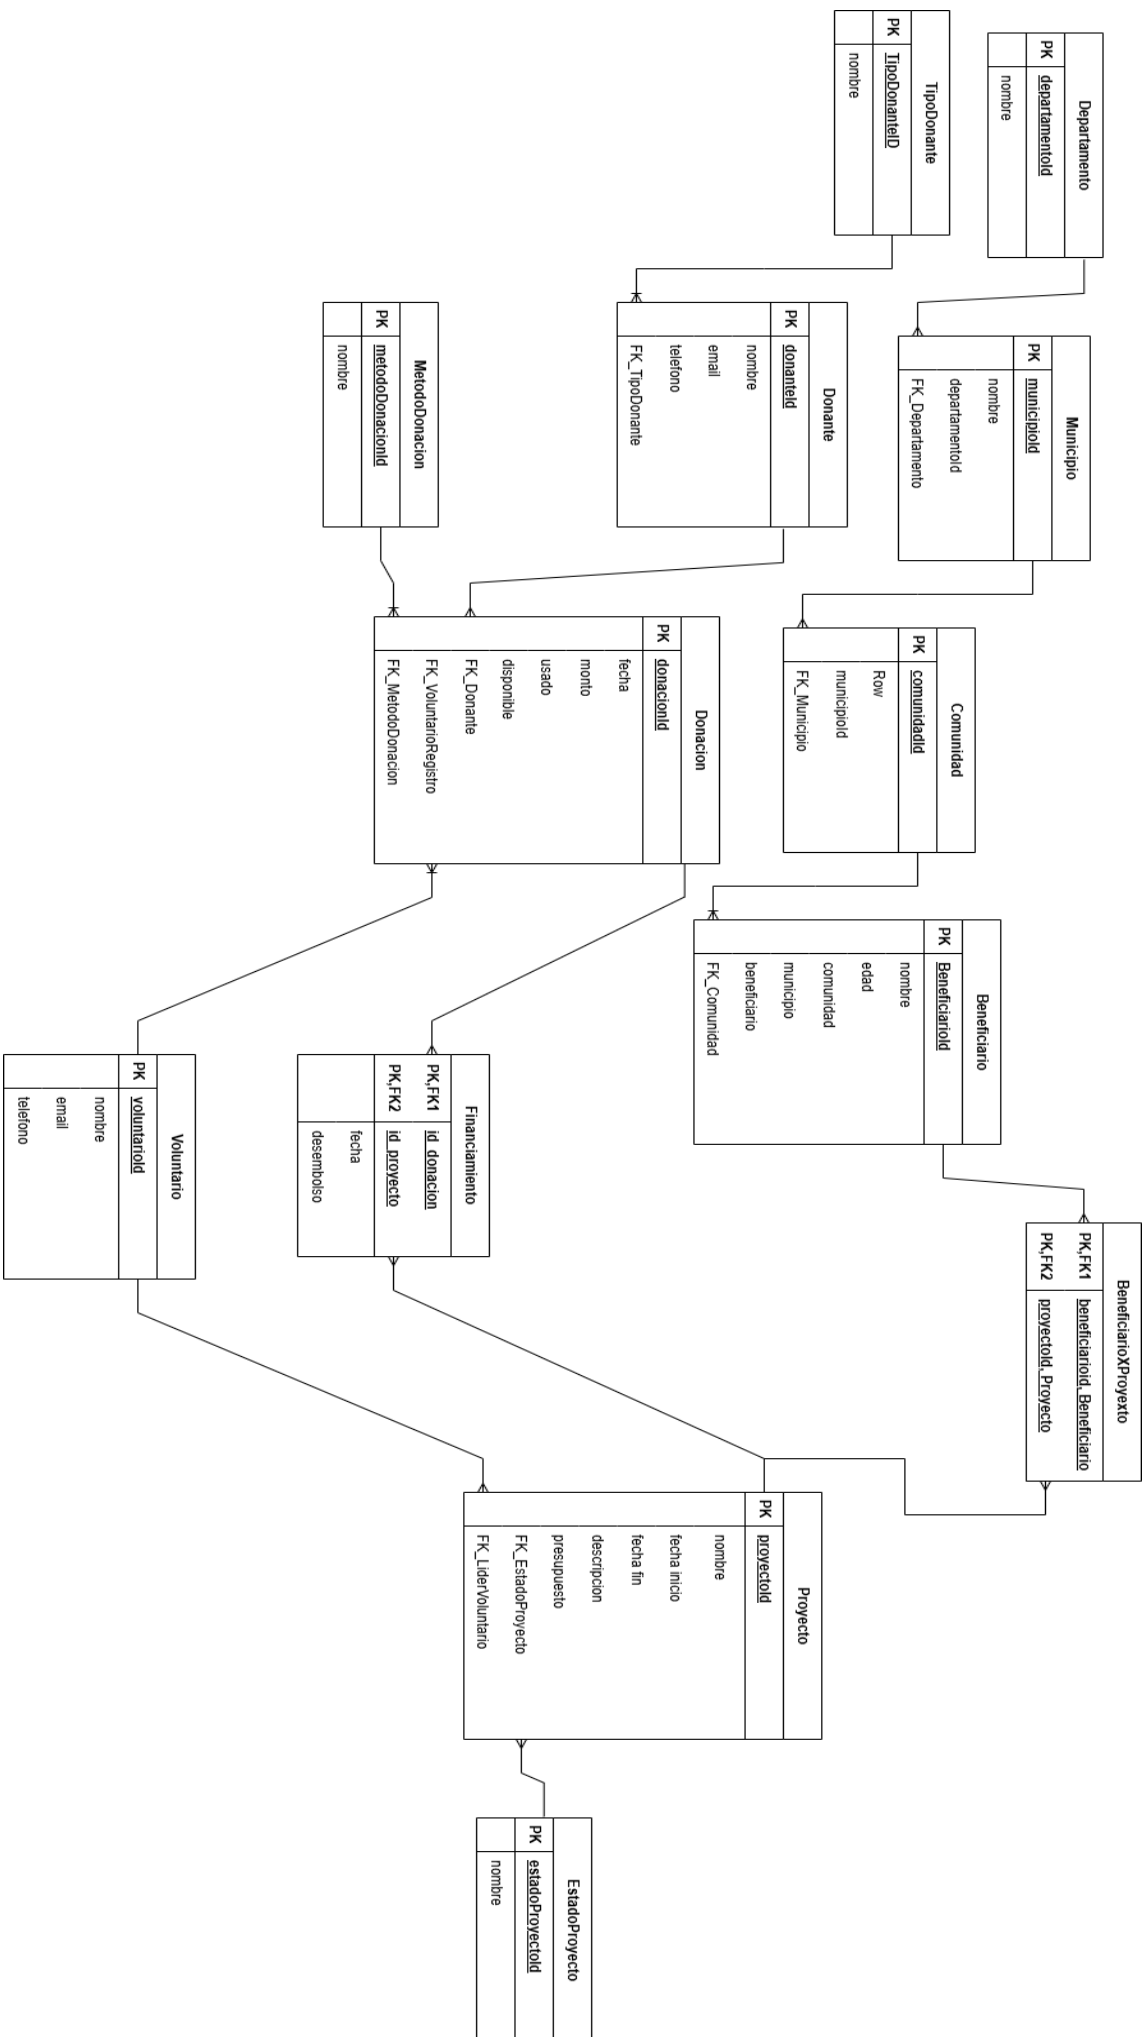 Departamento
PK departamentoId
nombre
TipoDonante
PK TipoDonanteID
nombre
Municipio
PK municipioId
nombre
departamentoId
FK_Departamento
Donante
PK donanteId
nombre
email
telefono
FK_TipoDonante
MetodoDonacion
PK metodoDonacionId
nombre
Comunidad
PK comunidadId
Row
municipioId
FK_Municipio
Donacion
PK donacionId
fecha
monto
usado
disponible
FK_Donante
FK_VoluntarioRegistro
FK_MetodoDonacion
Beneficiario
PK BeneficiarioId
nombre
edad
comunidad
municipio
beneficiario
FK_Comunidad
Financiamiento
PK,FK1 id_donacion
PK,FK2 id_proyecto
fecha
desembolso
Voluntario
PK voluntarioId
nombre
email
telefono
BeneficiarioXProyexto
PK,FK1 beneficiarioid_Beneficiario
PK,FK2 proyectoId_Proyecto
Proyecto
PK proyectoId
nombre
fecha inicio
fecha fin
descripcion
presupuesto
FK_EstadoProyecto
FK_LiderVoluntario
EstadoProyecto
PK estadoProyectoId
nombre